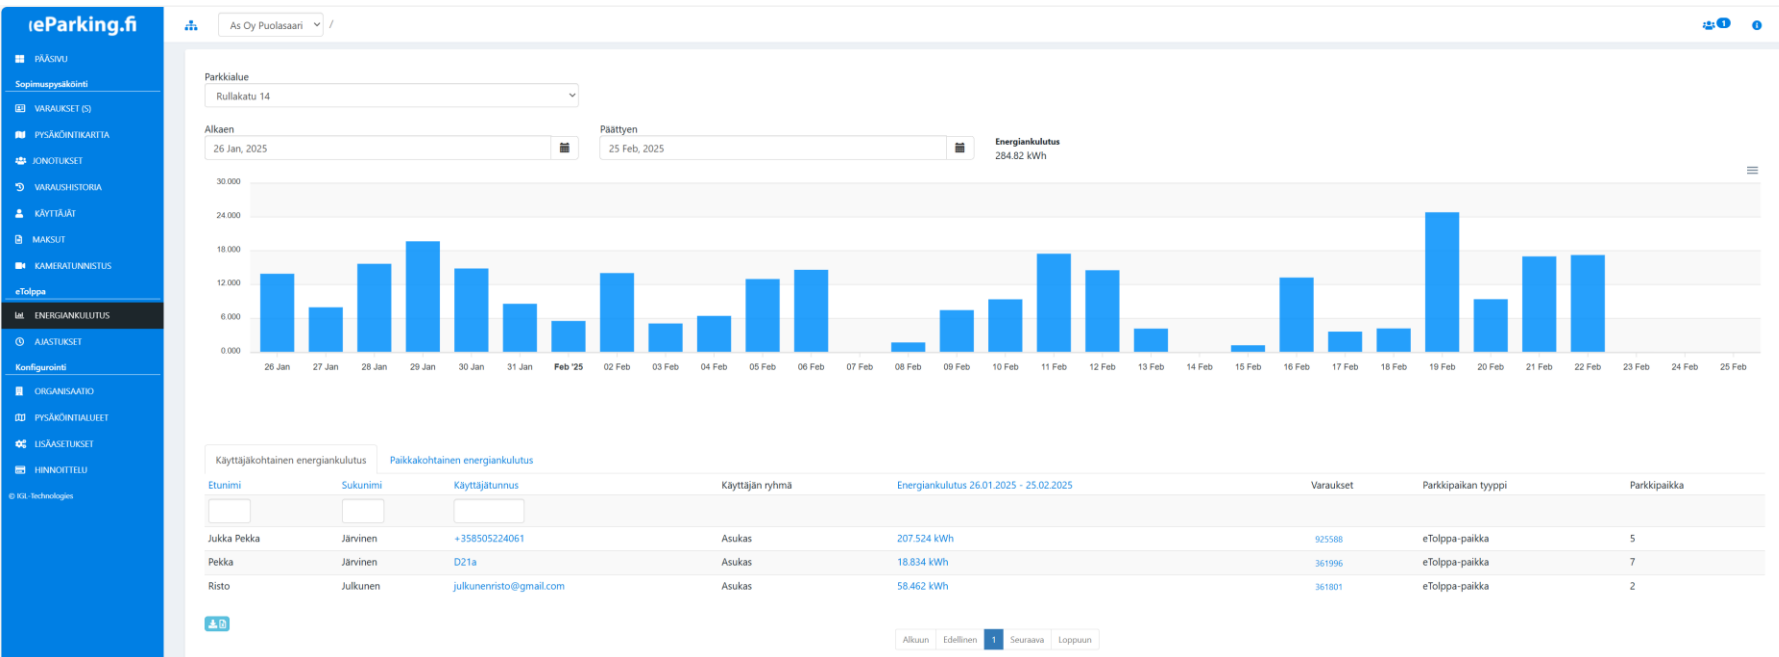 eParking.fi
As Oy Puolasaari /
1
PÄÄSIVU
Sopimuspysäköinti
VARAUKSET (S)
PYSÄKÖINTIKARTTA
JONOTUKSET
VARAUSHISTORIA
KÄYTTÄJÄT
MAKSUT
KAMERATUNNISTUS
eTolppa
ENERGIANKULUTUS
AJASTUKSET
Konfigurointi
ORGANISAATIO
PYSÄKÖINTIALUEET
LISÄASETUKSET
HINNOITTELU
© IGL-Technologies
Parkkialue
Rullakatu 14
Alkaen Päättyen
26 Jan, 2025 25 Feb, 2025
Energiankulutus
284.82 kWh
30.000
24.000
18.000
12.000
6.000
0.000
26 Jan 27 Jan 28 Jan 29 Jan 30 Jan 31 Jan Feb '25 02 Feb 03 Feb 04 Feb 05 Feb 06 Feb 07 Feb 08 Feb 09 Feb 10 Feb 11 Feb 12 Feb 13 Feb 14 Feb 15 Feb 16 Feb 17 Feb 18 Feb 19 Feb 20 Feb 21 Feb 22 Feb 23 Feb 24 Feb 25 Feb
Käyttäjäkohtainen energiankulutus Paikkakohtainen energiankulutus
Etunimi Sukunimi Käyttäjätunnus Käyttäjän ryhmä Energiankulutus 26.01.2025 - 25.02.2025 Varaukset Parkkipaikan tyyppi Parkkipaikka
Jukka Pekka Järvinen +358505224061 Asukas 207.524 kWh 925588 eTolppa-paikka 5
Pekka Järvinen D21a Asukas 18.834 kWh 361996 eTolppa-paikka 7
Risto Julkunen julkunenristo@gmail.com Asukas 58.462 kWh 361801 eTolppa-paikka 2
Alkuun Edellinen 1 Seuraava Loppuun